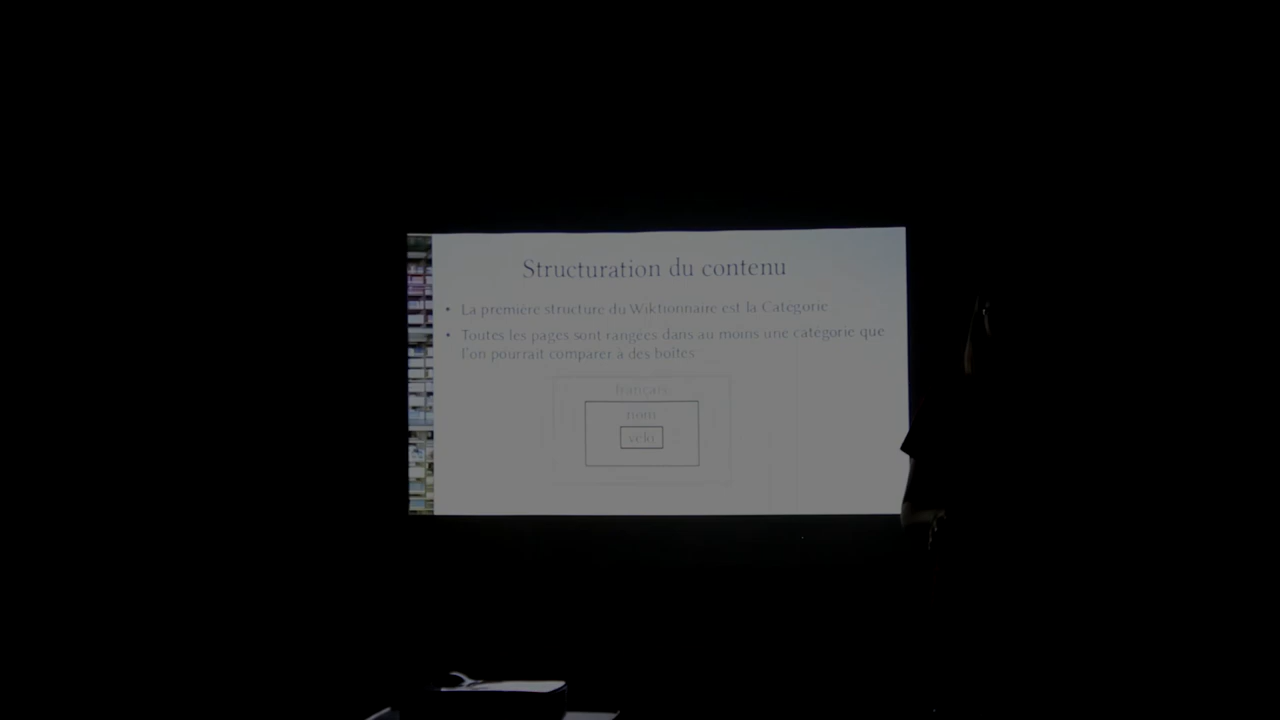 Structuration du contenu
• La première structure du Wiktionnaire est la Catégorie
• Toutes les pages sont rangées dans au moins une catégorie que
l'on pourrait comparer à des boîtes
français
nom
vélo